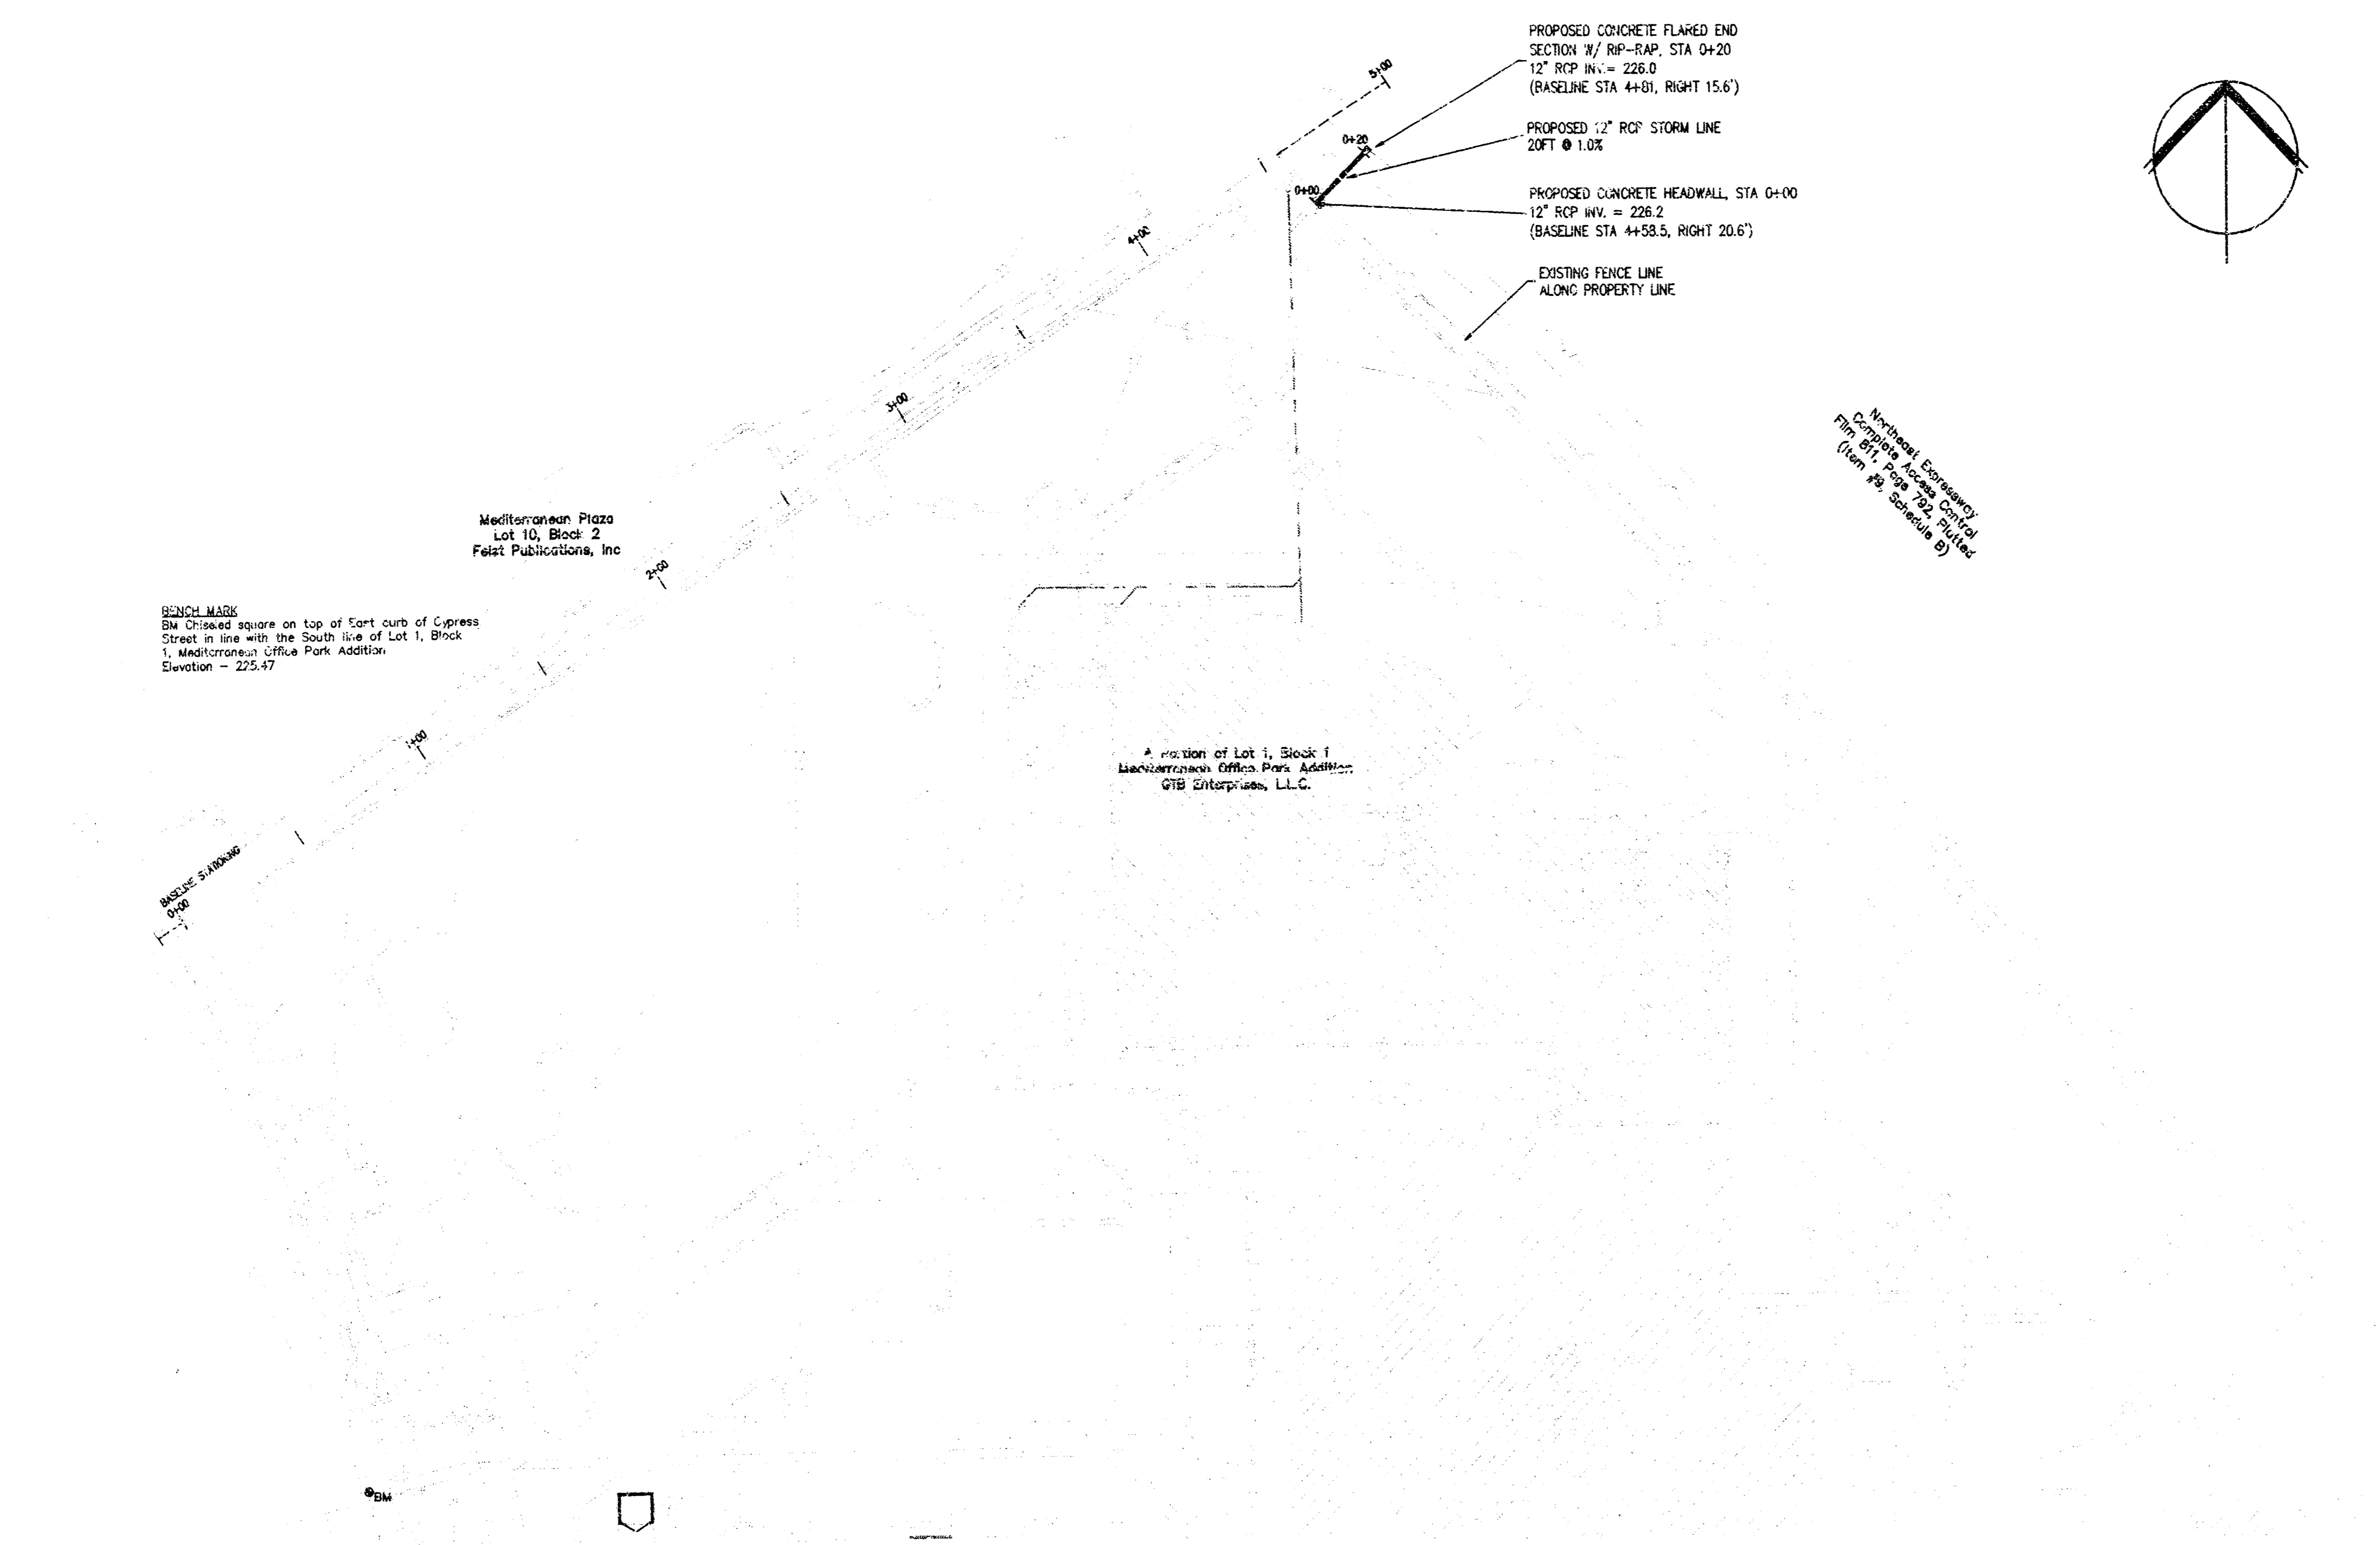 PROPOSED CONCRETE FLARED END
SECTION W/ RIP-RAP, STA 0+20
12" RCP INV.= 226.0
(BASELINE STA 4+81, RIGHT 15.6')
PROPOSED 12" RCP STORM LINE
20FT @ 1.0%
PROPOSED CONCRETE HEADWALL, STA 0+00
12" RCP INV. = 226.2
(BASELINE STA 4+58.5, RIGHT 20.6')
EXISTING FENCE LINE
ALONG PROPERTY LINE
5+00
0+20
0+00
4+00
3+00
2+00
1+00
BASELINE STATIONING
0+00
Northeast Expressway
Complete Access Control
Film 811, Page 792, Plotted
(Item #9, Schedule B)
Mediterranean Plaza
Lot 10, Block 2
Feist Publications, Inc
BENCH MARK
BM Chiseled square on top of East curb of Cypress
Street in line with the South line of Lot 1, Block
1, Mediterranean Office Park Addition
Elevation - 225.47
A Portion of Lot 1, Block 1
Mediterranean Office Park Addition
GTB Enterprises, L.L.C.
BM